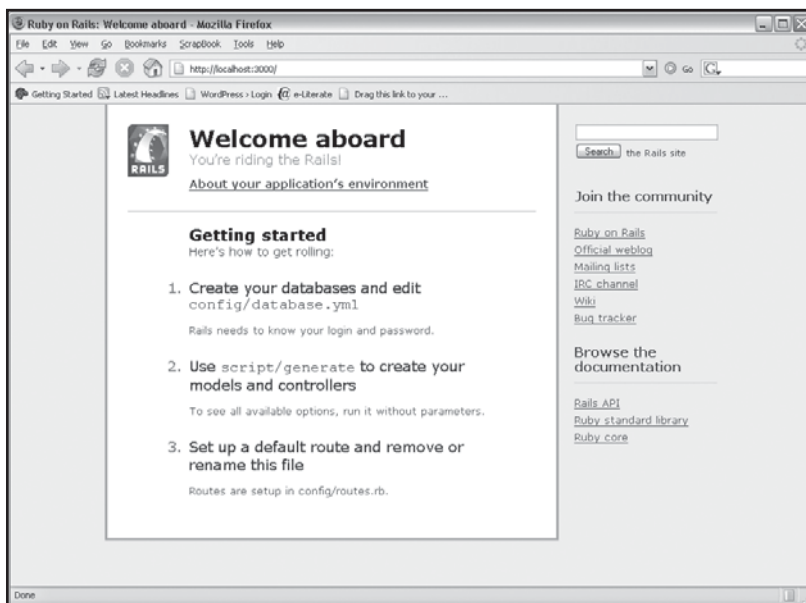 Ruby on Rails: Welcome aboard - Mozilla Firefox
File Edit View Go Bookmarks ScrapBook Tools Help
http://localhost:3000/ Go G
Getting Started Latest Headlines WordPress › Login @ e-Literate Drag this link to your ...
RAILS
Welcome aboard
You're riding the Rails!
About your application's environment
Getting started
Here's how to get rolling:
1. Create your databases and edit
config/database.yml
Rails needs to know your login and password.
2. Use script/generate to create your
models and controllers
To see all available options, run it without parameters.
3. Set up a default route and remove or
rename this file
Routes are setup in config/routes.rb.
Search the Rails site
Join the community
Ruby on Rails
Official weblog
Mailing lists
IRC channel
Wiki
Bug tracker
Browse the
documentation
Rails API
Ruby standard library
Ruby core
Done